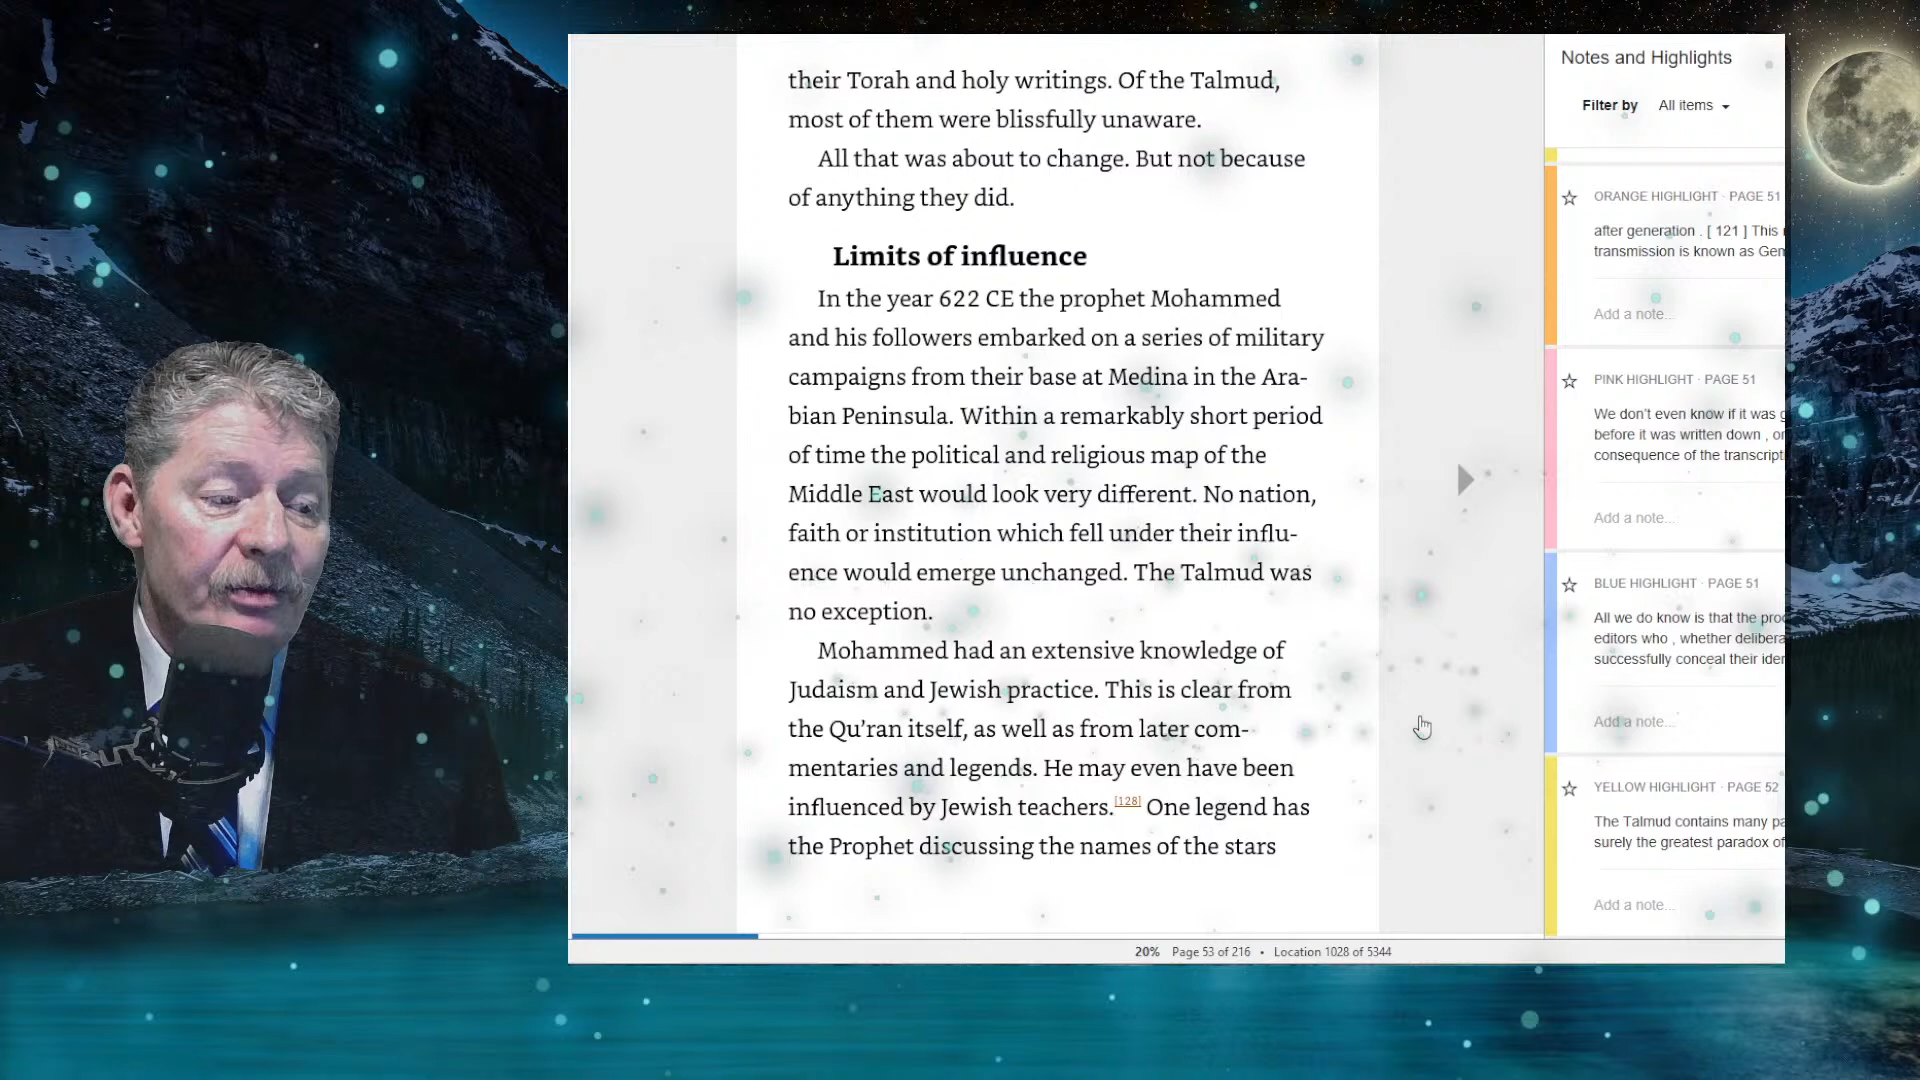 their Torah and holy writings. Of the Talmud,
most of them were blissfully unaware.
All that was about to change. But not because
of anything they did.
Limits of influence
In the year 622 CE the prophet Mohammed
and his followers embarked on a series of military
campaigns from their base at Medina in the Ara-
bian Peninsula. Within a remarkably short period
of time the political and religious map of the
Middle East would look very different. No nation,
faith or institution which fell under their influ-
ence would emerge unchanged. The Talmud was
no exception.
Mohammed had an extensive knowledge of
Judaism and Jewish practice. This is clear from
the Qu’ran itself, as well as from later com-
mentaries and legends. He may even have been
influenced by Jewish teachers.[128] One legend has
the Prophet discussing the names of the stars
20% Page 53 of 216 • Location 1028 of 5344
Notes and Highlights
Filter by All items
ORANGE HIGHLIGHT · PAGE 51
after generation . [ 121 ] This
transmission is known as
Add a note...
PINK HIGHLIGHT · PAGE 51
We don't even know if it was
before it was written down , or
consequence of the
Add a note...
BLUE HIGHLIGHT · PAGE 51
All we do know is that the
editors who , whether
successfully conceal their
Add a note...
YELLOW HIGHLIGHT · PAGE 52
The Talmud contains many
surely the greatest paradox of
Add a note...